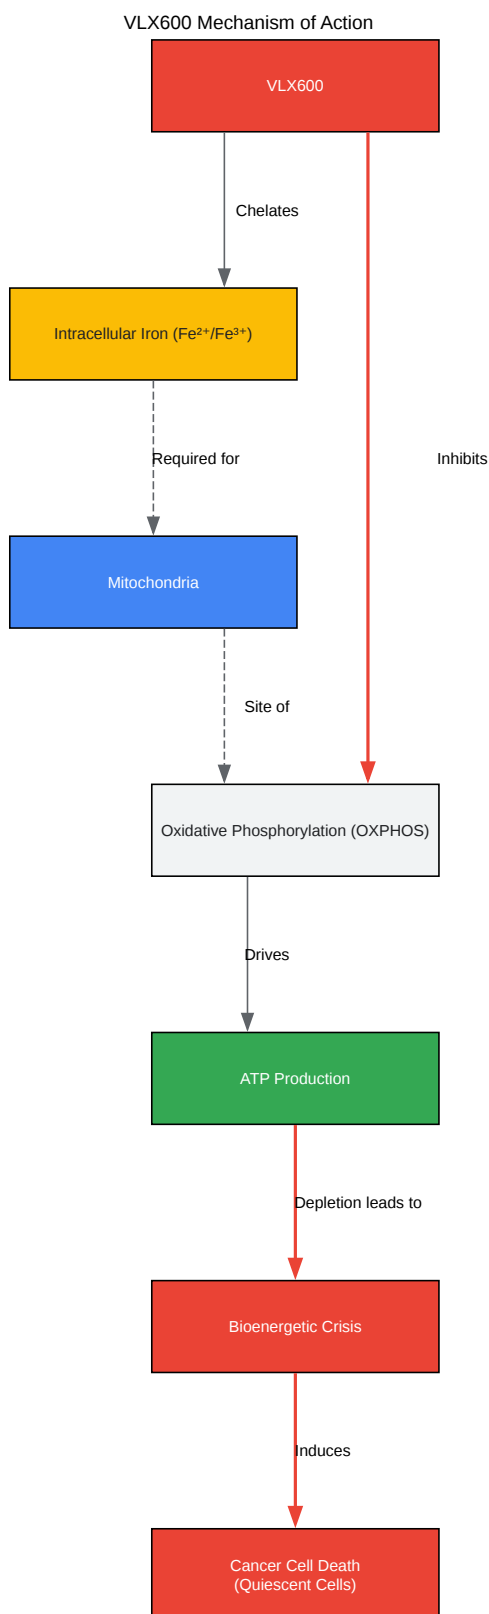 VLX600 Mechanism of Action
VLX600
Chelates
Intracellular Iron (Fe²⁺/Fe³⁺)
Required for
Inhibits
Mitochondria
Site of
Oxidative Phosphorylation (OXPHOS)
Drives
ATP Production
Depletion leads to
Bioenergetic Crisis
Induces
Cancer Cell Death
(Quiescent Cells)